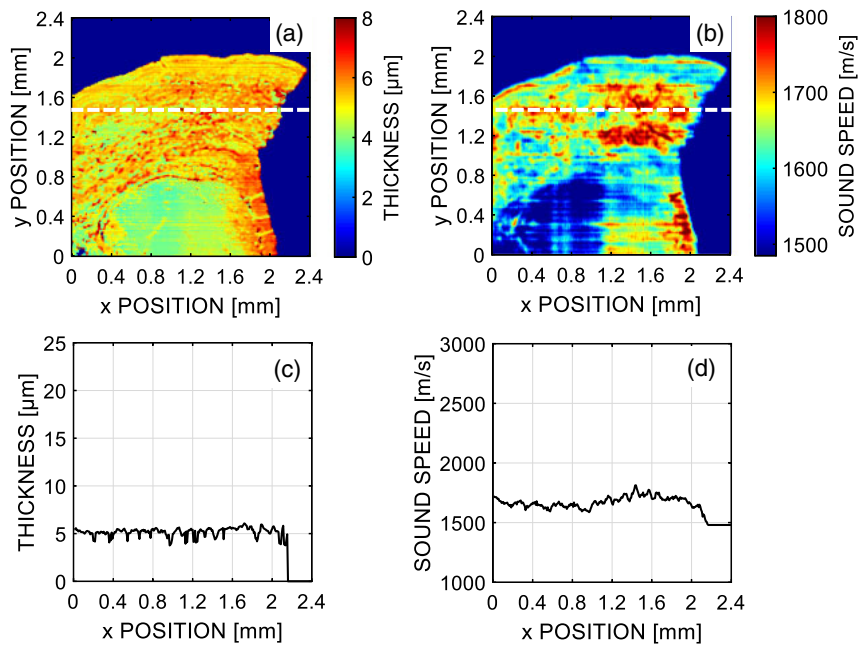 (a)
2.4
2
1.6
1.2
0.8
0.4
0
y POSITION [mm]
0 0.4 0.8 1.2 1.6 2 2.4
x POSITION [mm]
8
6
4
2
0
THICKNESS [µm]
(b)
2.4
2
1.6
1.2
0.8
0.4
0
y POSITION [mm]
0 0.4 0.8 1.2 1.6 2 2.4
x POSITION [mm]
1800
1700
1600
1500
SOUND SPEED [m/s]
(c)
25
20
15
10
5
0
THICKNESS [µm]
0 0.4 0.8 1.2 1.6 2 2.4
x POSITION [mm]
(d)
3000
2500
2000
1500
1000
SOUND SPEED [m/s]
0 0.4 0.8 1.2 1.6 2 2.4
x POSITION [mm]